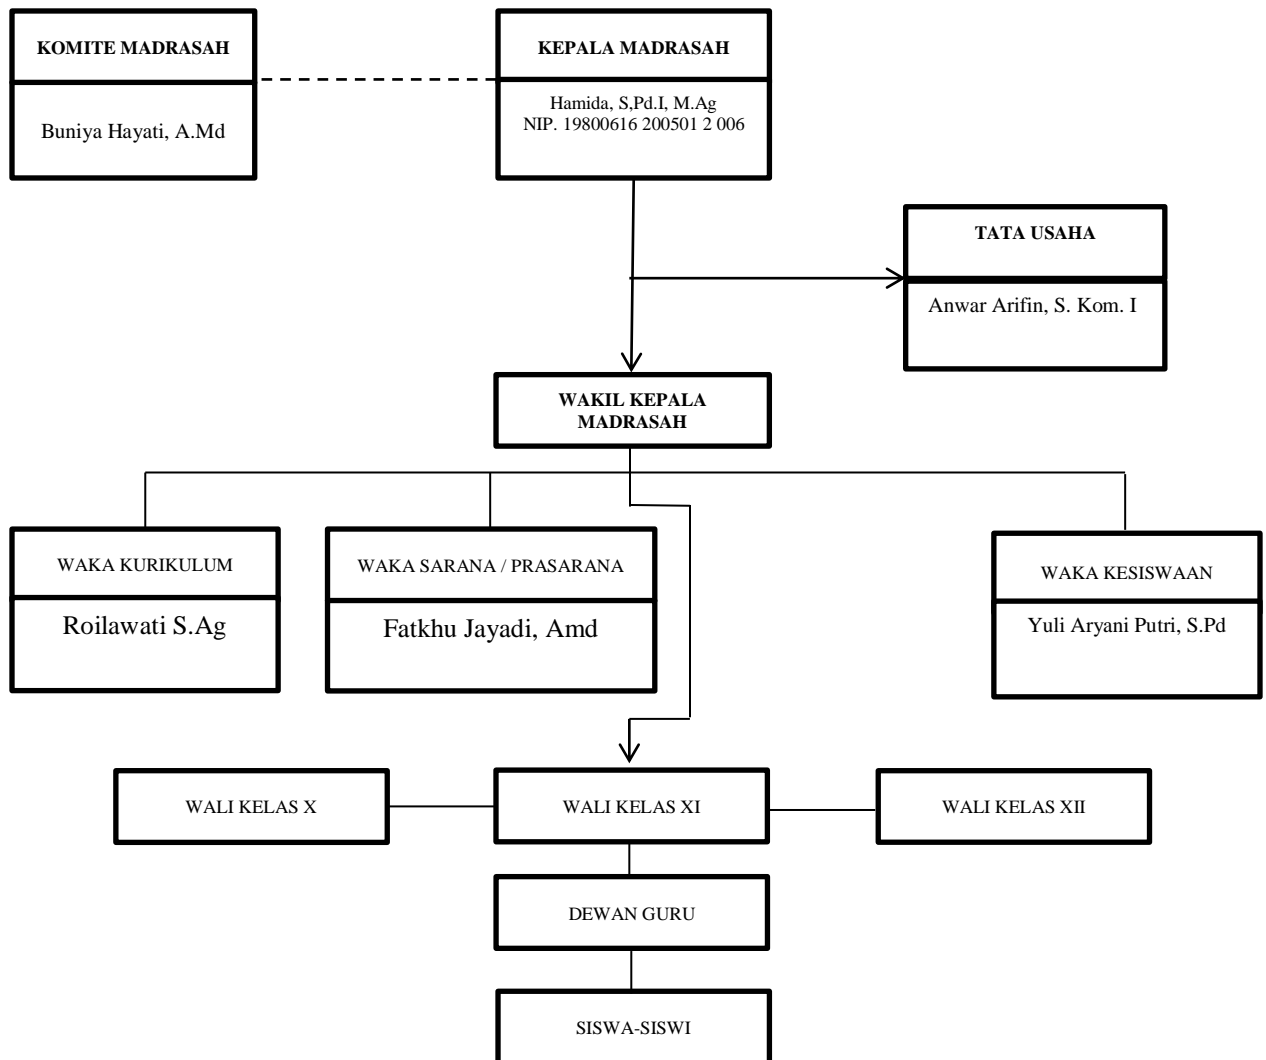 KOMITE MADRASAH
Buniya Hayati, A.Md
KEPALA MADRASAH
Hamida, S,Pd.I, M.Ag
NIP. 19800616 200501 2 006
TATA USAHA
Anwar Arifin, S. Kom. I
WAKIL KEPALA
MADRASAH
WAKA KURIKULUM
Roilawati S.Ag
WAKA SARANA / PRASARANA
Fatkhu Jayadi, Amd
WAKA KESISWAAN
Yuli Aryani Putri, S.Pd
WALI KELAS X
WALI KELAS XI
WALI KELAS XII
DEWAN GURU
SISWA-SISWI